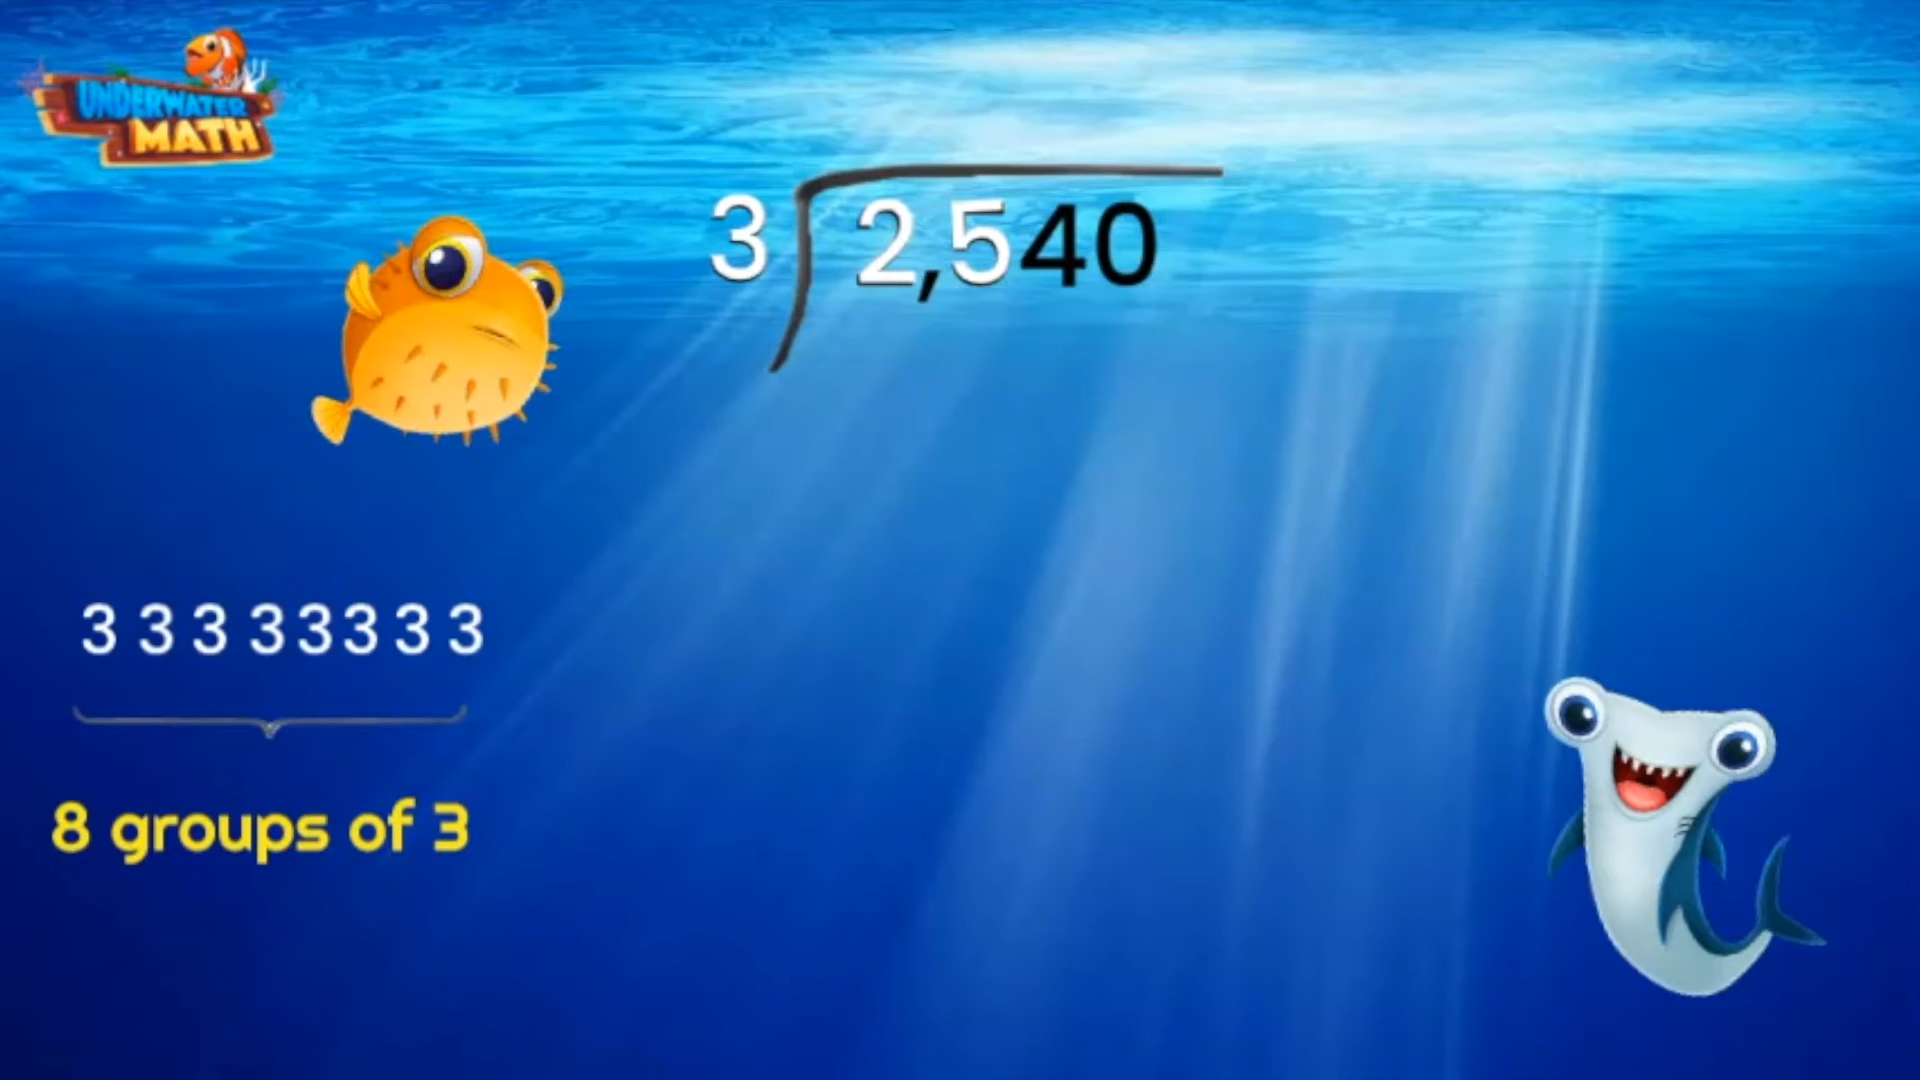 UNDERWATER
MATH
3 2,540
3 3 3 3 3 3 3 3
8 groups of 3